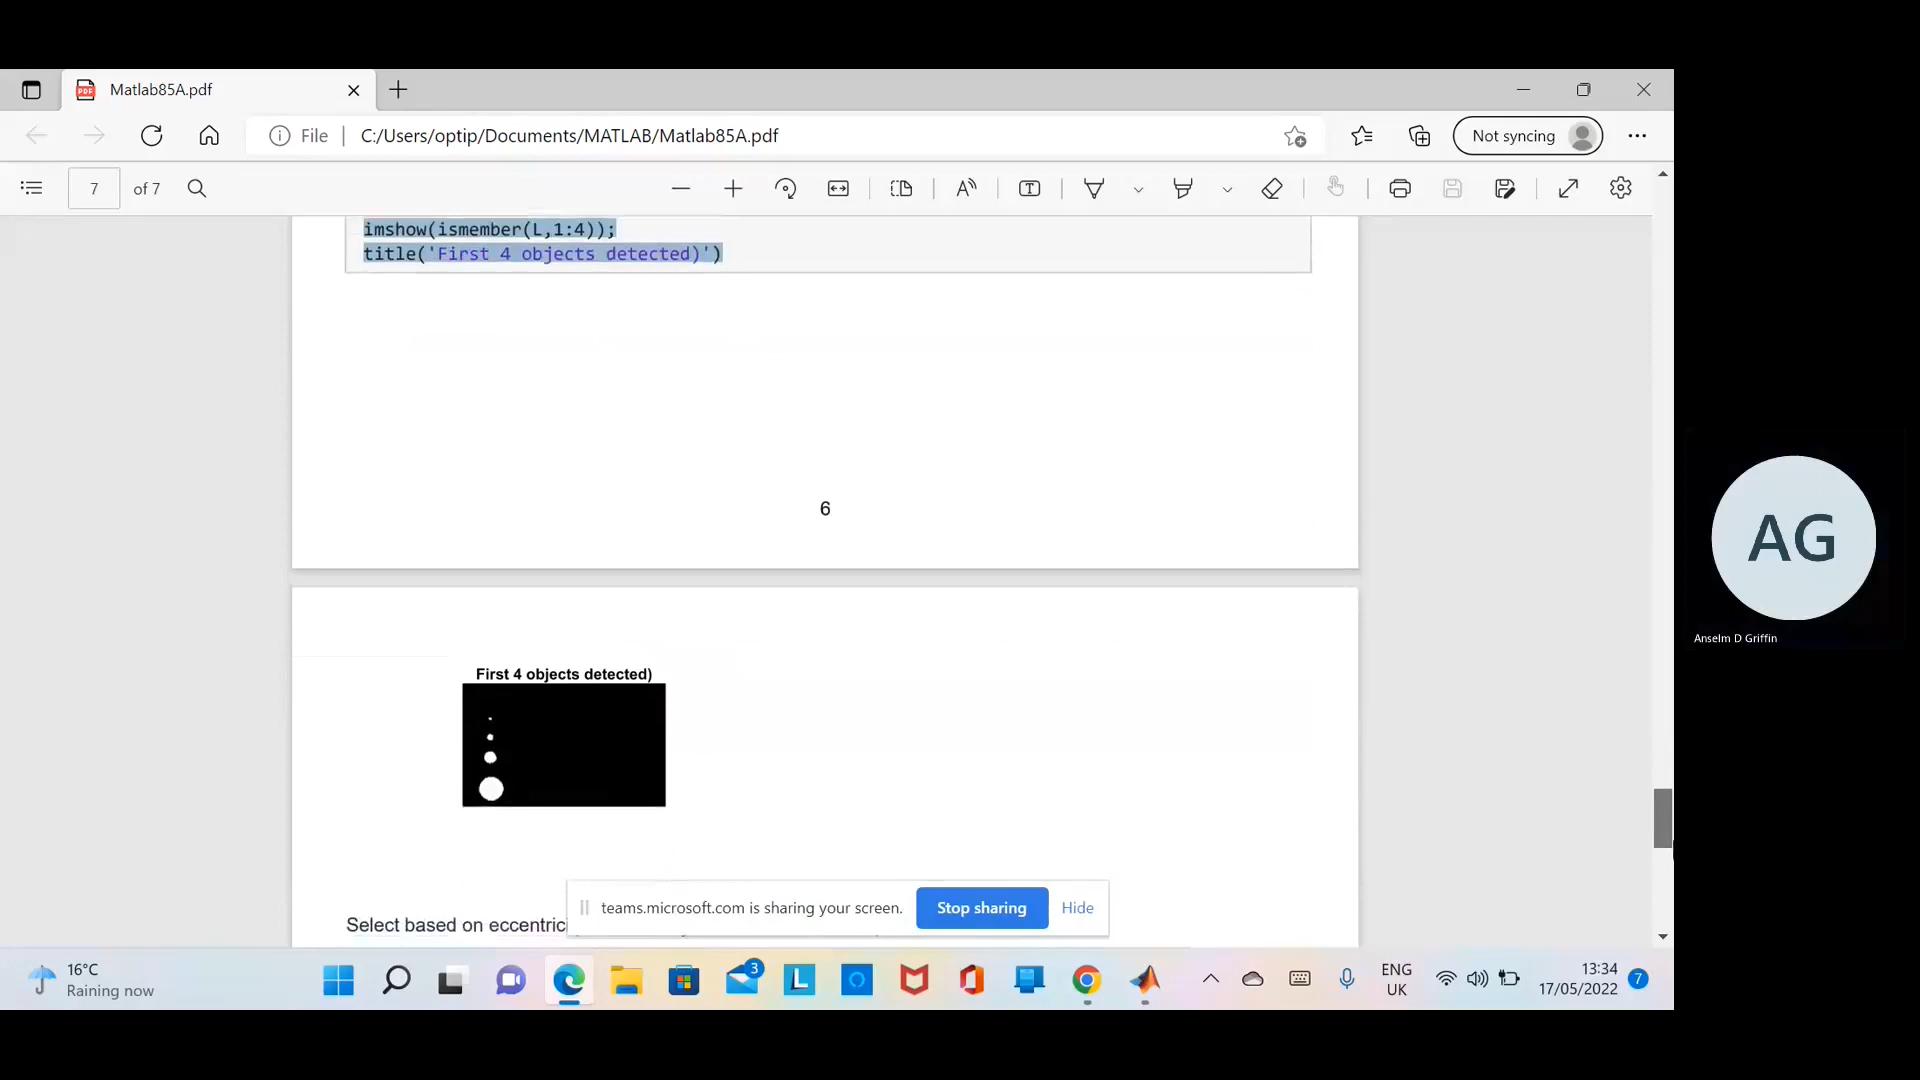 Matlab85A.pdf
File
C:/Users/optip/Documents/MATLAB/Matlab85A.pdf
Not syncing
7 of 7
imshow(ismember(L,1:4));
title('First 4 objects detected)')
6
First 4 objects detected)
Select based on eccentrici
teams.microsoft.com is sharing your screen.
Stop sharing
Hide
AG
Anselm D Griffin
16°C
Raining now
3
ENG
UK
13:34
17/05/2022
7